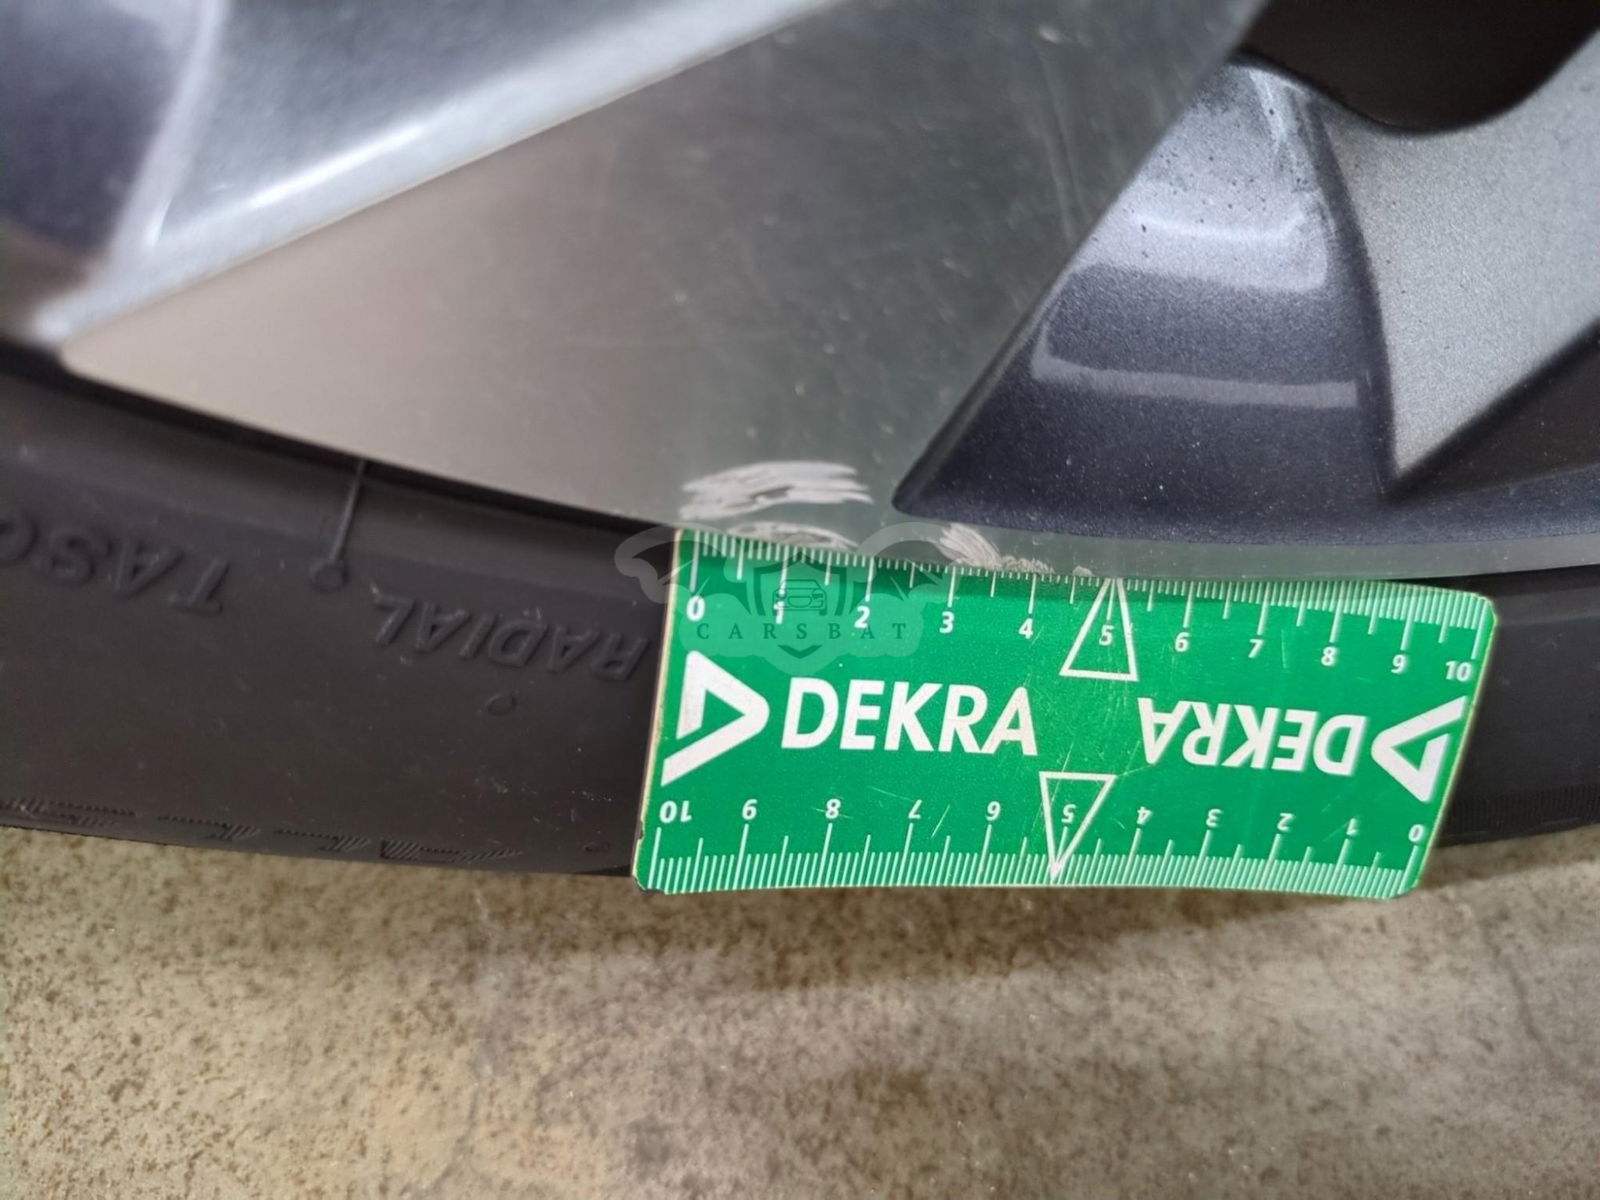 TASC
RADIAL
0 1 2 3 4 5 6 7 8 9 10
CARSBAT
DEKRA
DEKRA
10 9 8 7 6 5 4 3 2 1 0